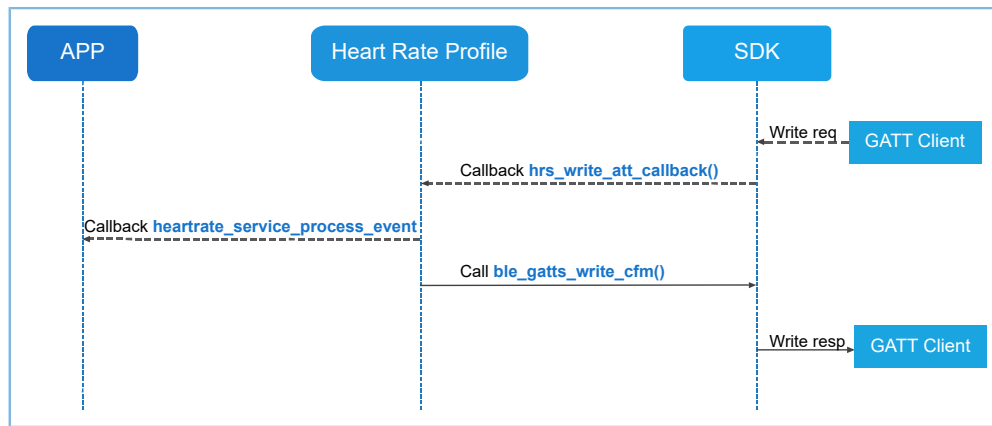 APP
Heart Rate Profile
SDK
Write req
GATT Client
Callback hrs_write_att_callback()
Callback heartrate_service_process_event
Call ble_gatts_write_cfm()
Write resp
GATT Client